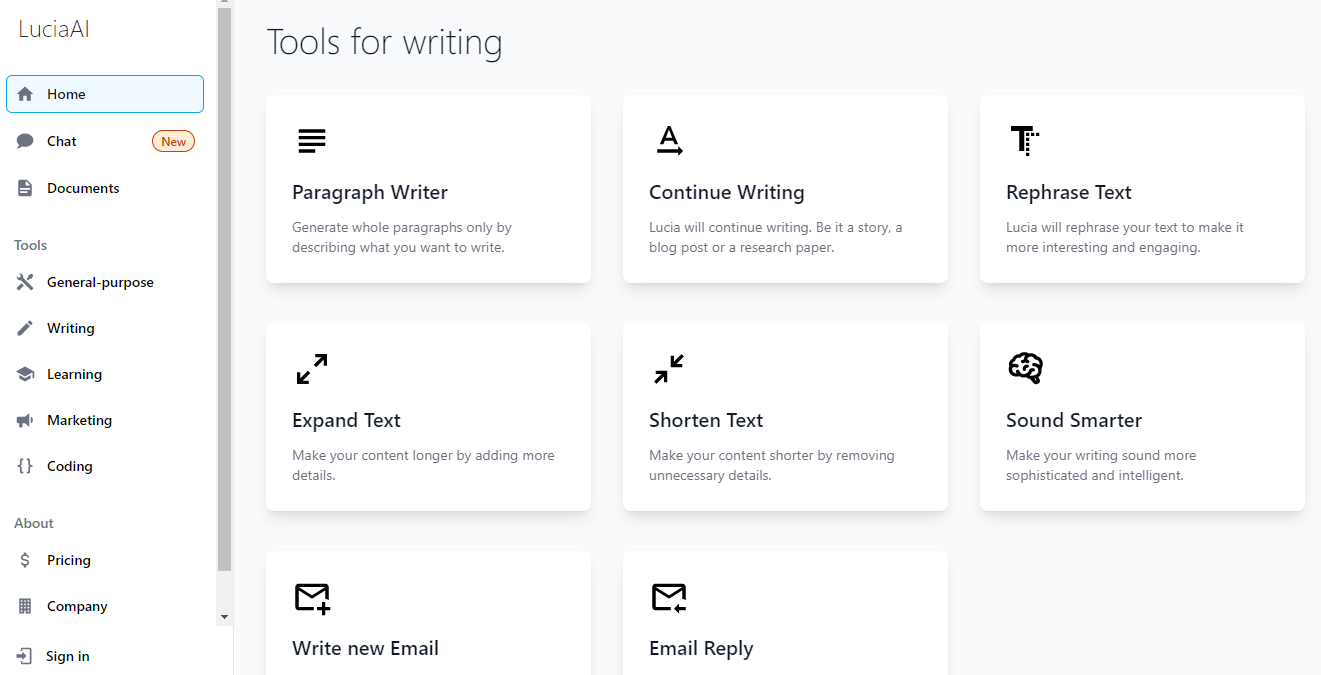 LuciaAI
Home
Chat
New
Documents
Tools
General-purpose
Writing
Learning
Marketing
Coding
About
Pricing
Company
Sign in
Tools for writing
Paragraph Writer
Generate whole paragraphs only by
describing what you want to write.
Continue Writing
Lucia will continue writing. Be it a story, a
blog post or a research paper.
Rephrase Text
Lucia will rephrase your text to make it
more interesting and engaging.
Expand Text
Make your content longer by adding more
details.
Shorten Text
Make your content shorter by removing
unnecessary details.
Sound Smarter
Make your writing sound more
sophisticated and intelligent.
Write new Email
Email Reply